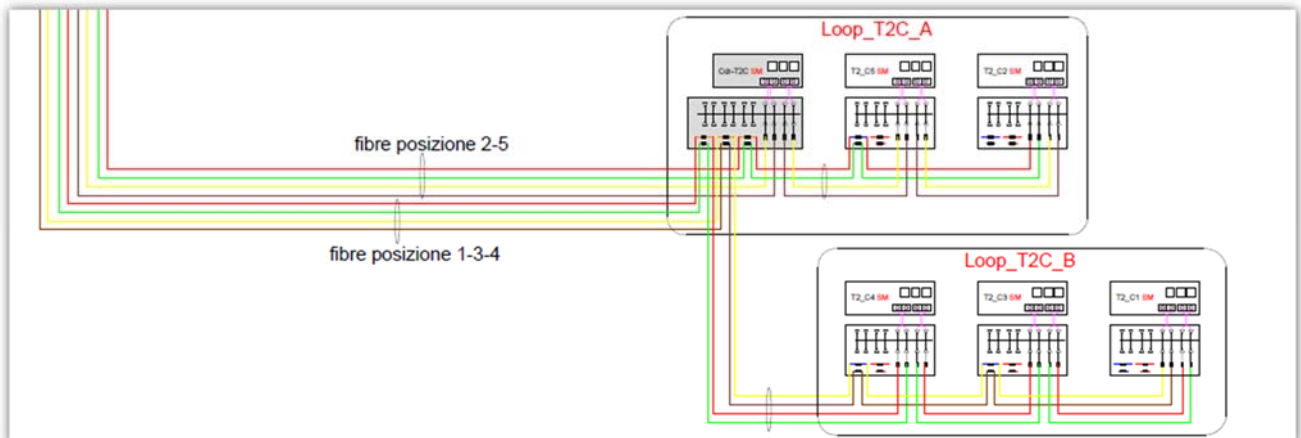 Loop_T2C_A
T2_C5 SM
T2_C2 SM
fibre posizione 2-5
fibre posizione 1-3-4
Loop_T2C_B
T2_C4 SM
T2_C3 SM
T2_C1 SM